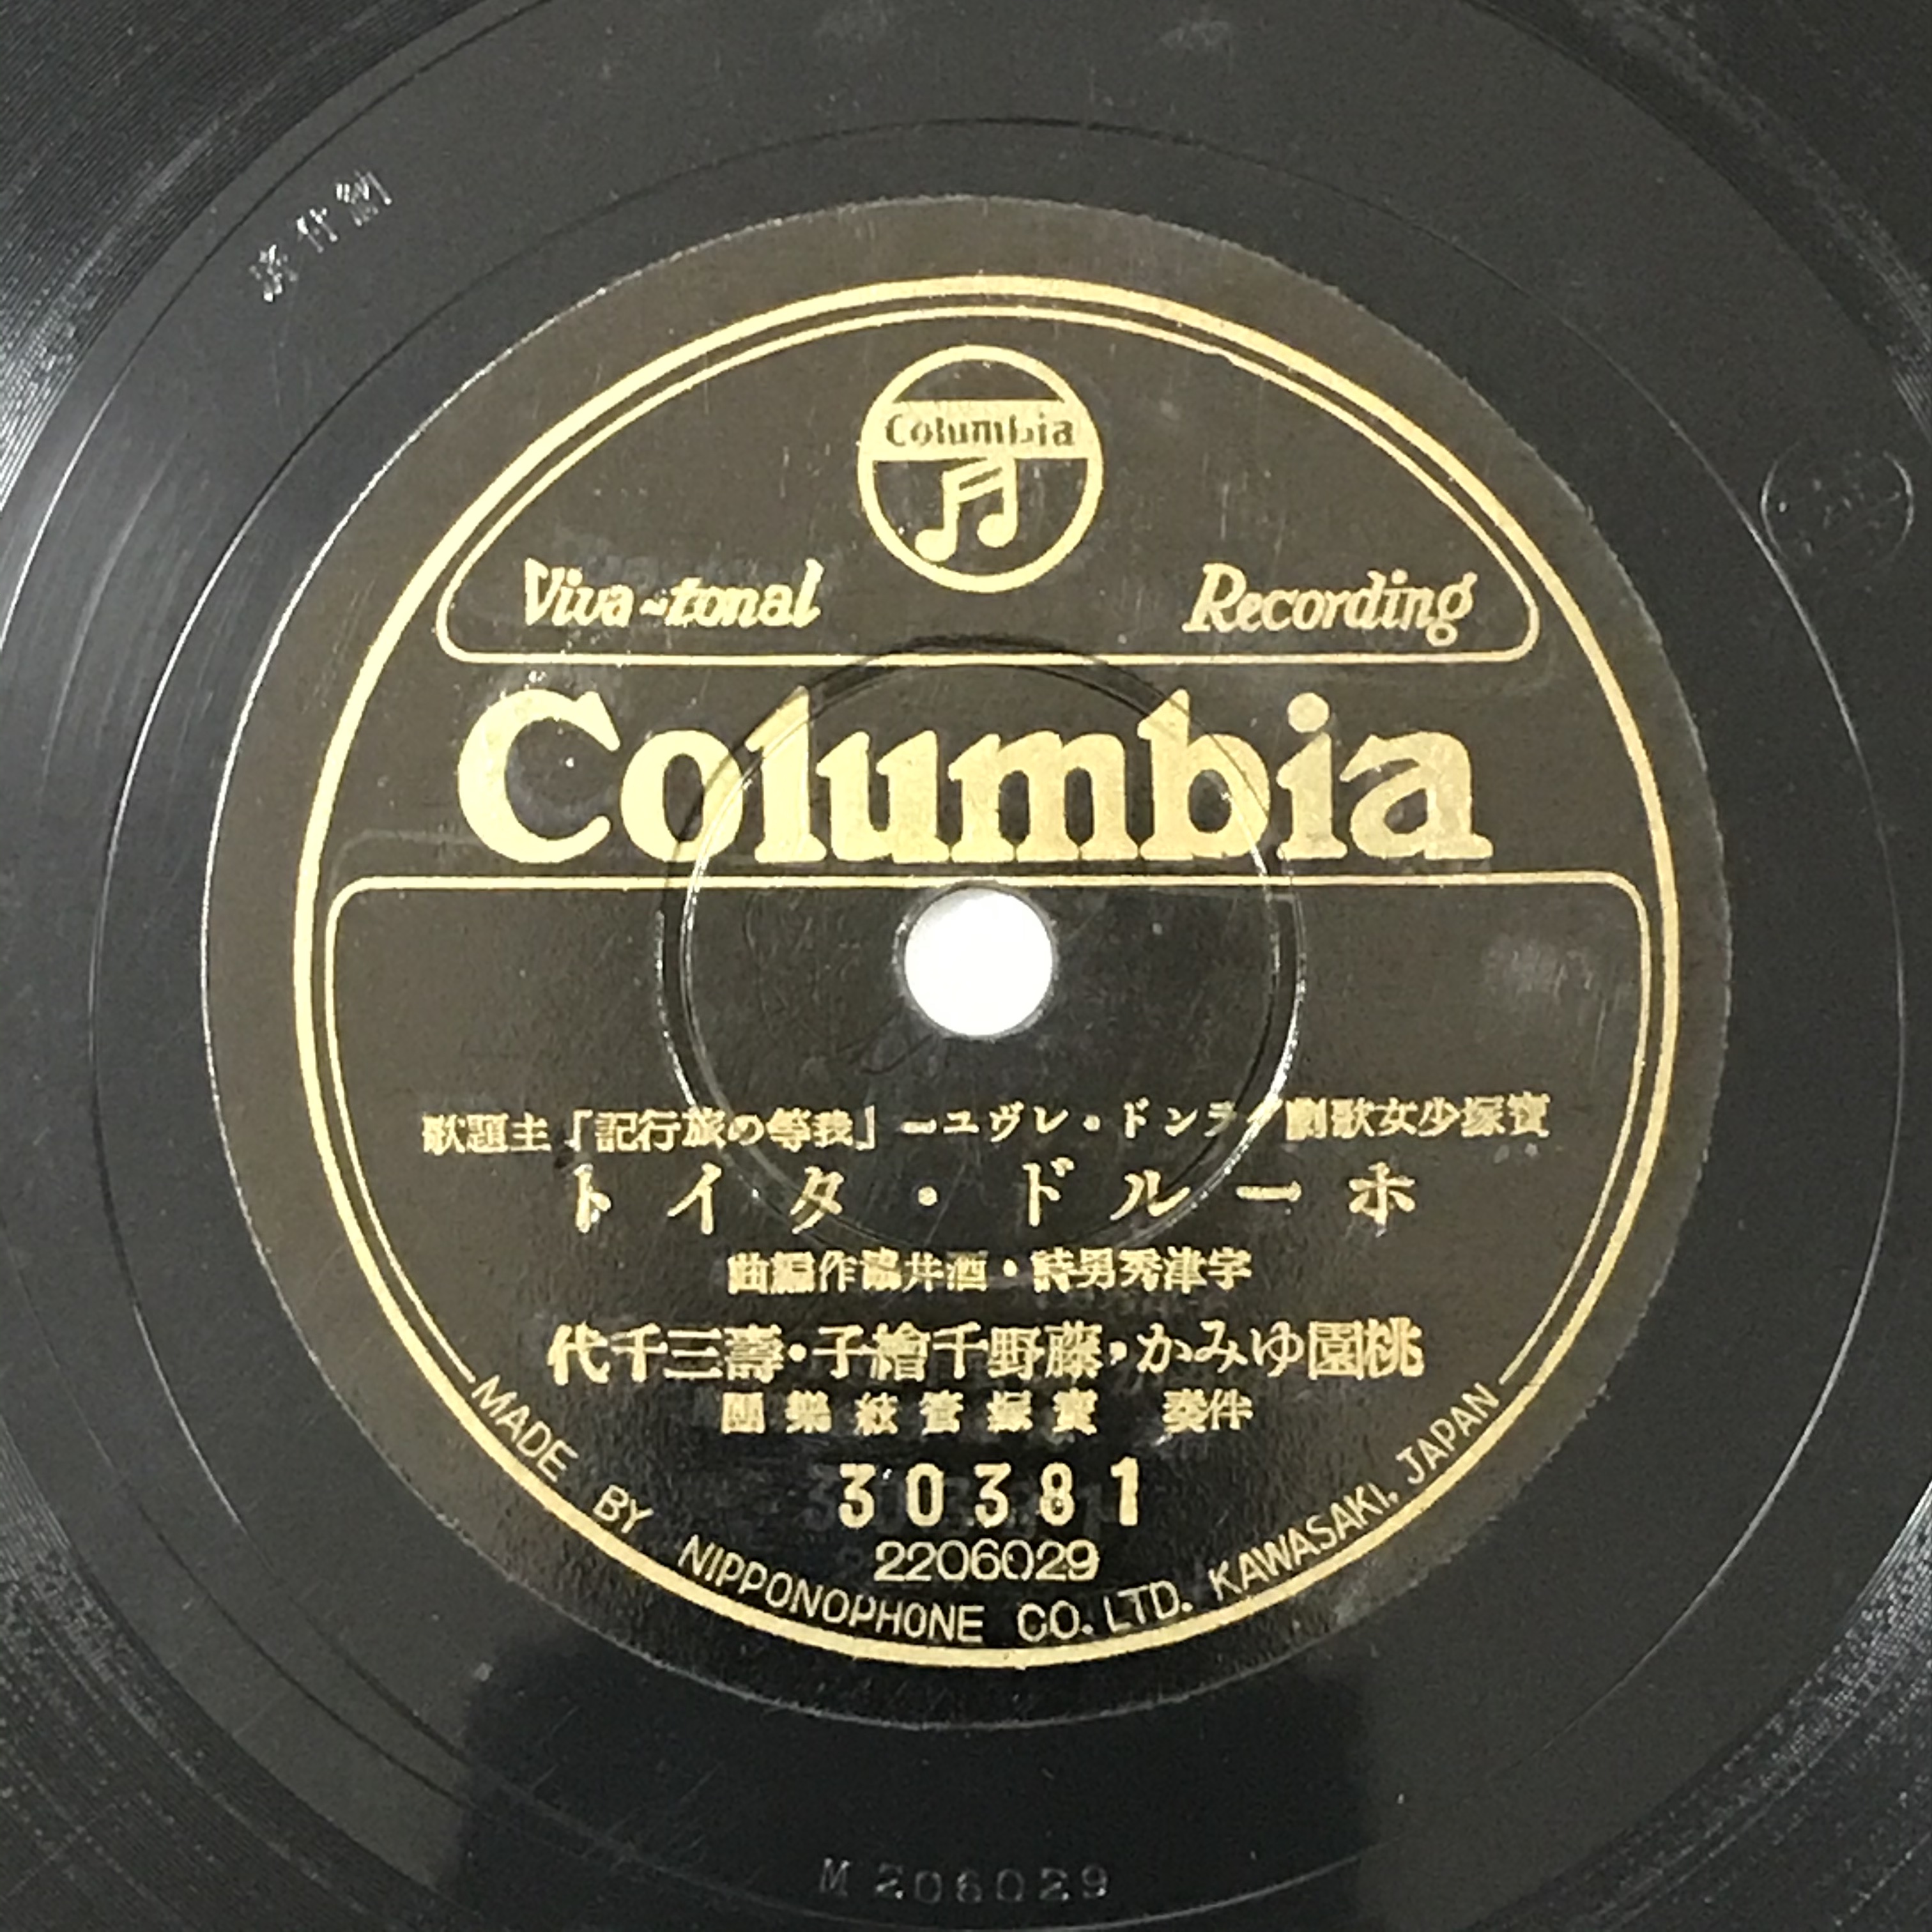 Columbia
Viva-tonal Recording
Columbia
寶塚少女歌劇グランド・レヴユー「我等の旅行記」主題歌
ホールド・タイト
宇津秀男詩・酒井協作編曲
桃園ゆみか・藤野千繪子・壽三千代
伴奏 寶塚管絃樂團
30381
2206029
MADE BY NIPPONOPHONE CO. LTD. KAWASAKI, JAPAN
M 206029